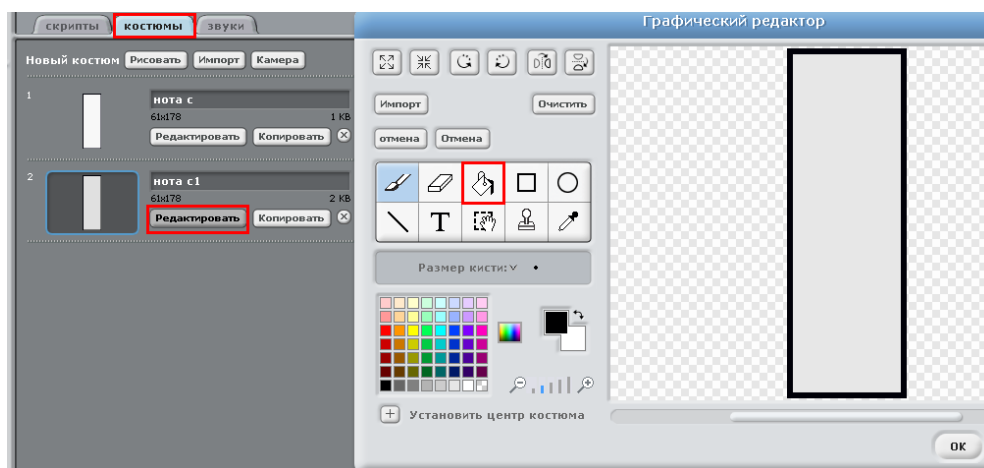 скрипты костюмы звуки
Новый костюм Рисовать Импорт Камера
1
нота с
61x178 1 KB
Редактировать Копировать
2
нота с1
61x178 2 KB
Редактировать Копировать
Графический редактор
Импорт Очистить
отмена Отмена
T
Размер кисти:
Установить центр костюма
ОК